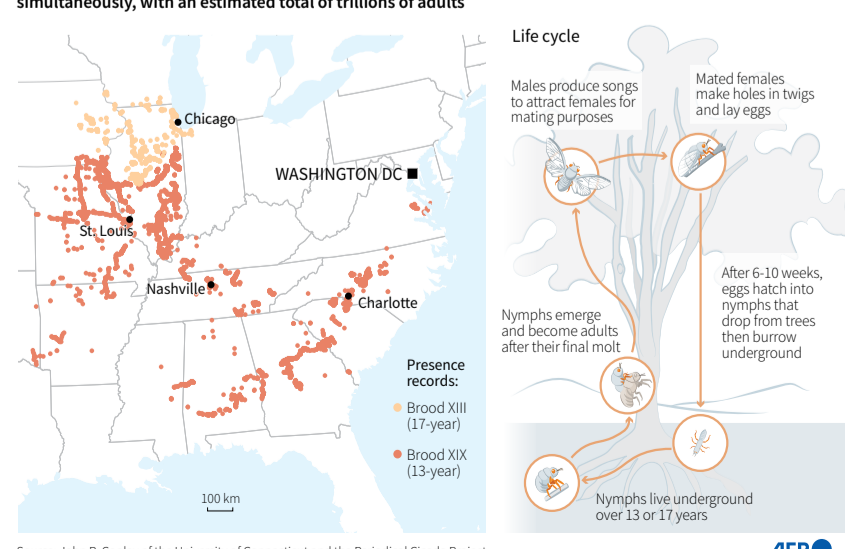 simultaneously, with an estimated total of trillions of adults
Chicago
WASHINGTON DC
St. Louis
Nashville
Charlotte
Presence
records:
Brood XIII
(17-year)
Brood XIX
(13-year)
100 km
Life cycle
Males produce songs
to attract females for
mating purposes
Mated females
make holes in twigs
and lay eggs
After 6-10 weeks,
eggs hatch into
nymphs that
drop from trees
then burrow
underground
Nymphs emerge
and become adults
after their final molt
Nymphs live underground
over 13 or 17 years